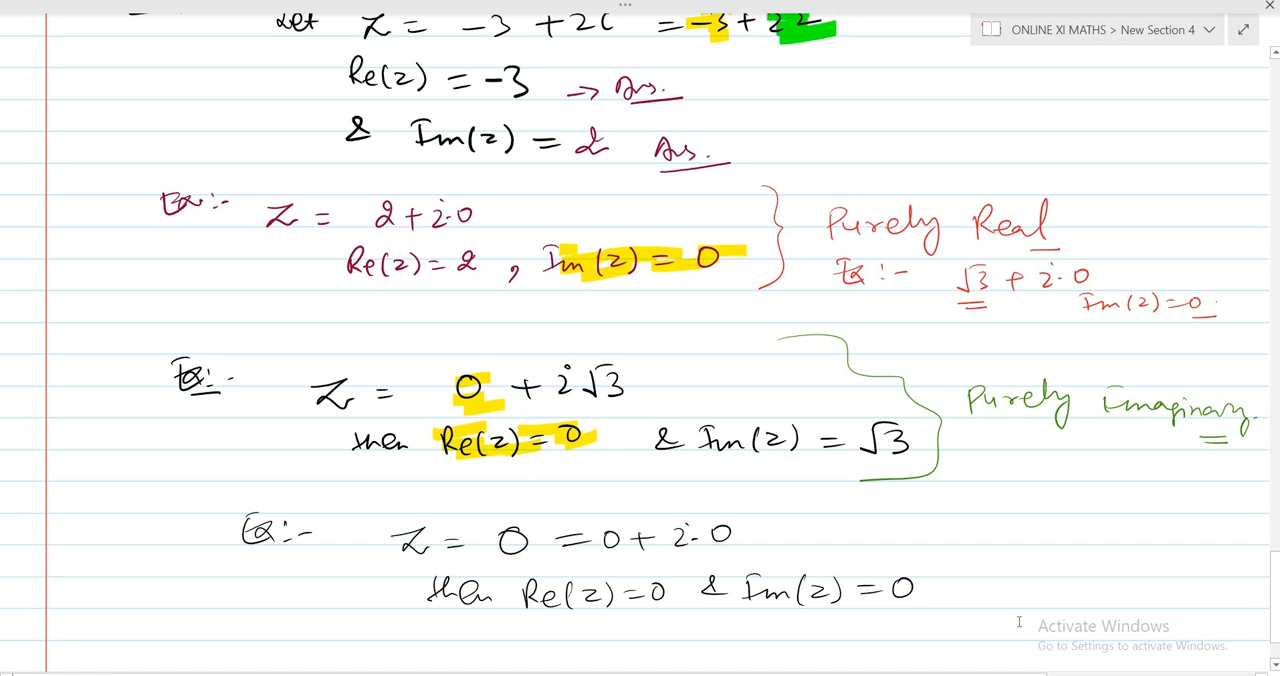 ONLINE XI MATHS > New Section 4
Let Z = -3 + 2i = -3 + i2
Re(z) = -3 → Ans.
& Im(z) = 2 Ans.
Ex:- Z = 2 + i.0
Re(z) = 2 , Im(z) = 0
Purely Real
Ex:- √3 + i.0
Im(z)=0
Ex:- Z = 0 + i√3
then Re(z) = 0 & Im(z) = √3
Purely Imaginary
Ex:- Z = 0 = 0 + i.0
then Re(z) = 0 & Im(z) = 0
Activate Windows
Go to Settings to activate Windows.